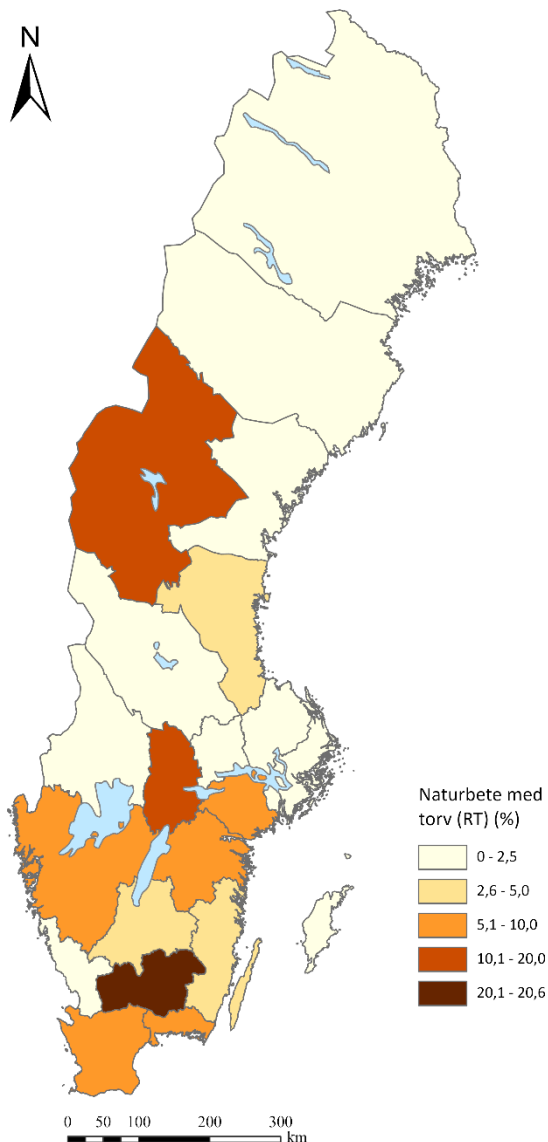 N
Naturbete med
torv (RT) (%)
0 - 2,5
2,6 - 5,0
5,1 - 10,0
10,1 - 20,0
20,1 - 20,6
0 50 100 200 300
km